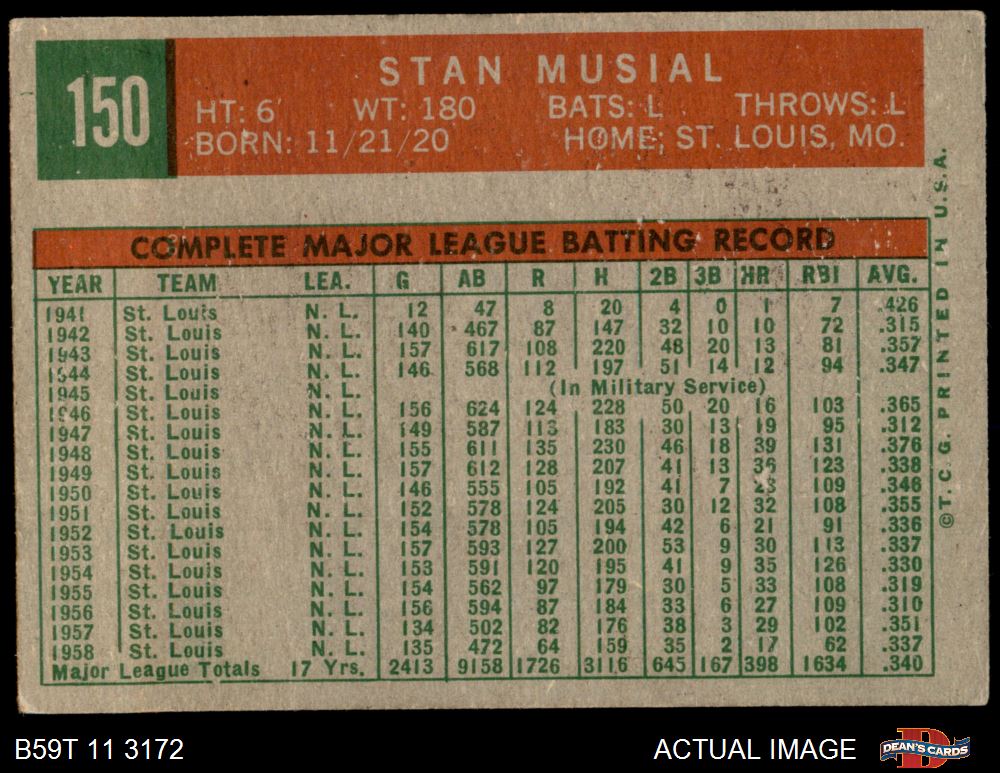 150
STAN MUSIAL
HT: 6' WT: 180 BATS: L THROWS: L
BORN: 11/21/20 HOME; ST. LOUIS, MO.
COMPLETE MAJOR LEAGUE BATTING RECORD
YEAR TEAM LEA. G AB R H 2B 3B HR RBI AVG.
1941 St. Louis N. L. 12 47 8 20 4 0 1 7 .426
1942 St. Louis N. L. 140 467 87 147 32 10 10 72 .315
1943 St. Louis N. L. 157 617 108 220 48 20 13 81 .357
1944 St. Louis N. L. 146 568 112 197 51 14 12 94 .347
1945 St. Louis N. L. (In Military Service)
1946 St. Louis N. L. 156 624 124 228 50 20 16 103 .365
1947 St. Louis N. L. 149 587 113 183 30 13 19 95 .312
1948 St. Louis N. L. 155 611 135 230 46 18 39 131 .376
1949 St. Louis N. L. 157 612 128 207 41 13 36 123 .338
1950 St. Louis N. L. 146 555 105 192 41 7 28 109 .346
1951 St. Louis N. L. 152 578 124 205 30 12 32 108 .355
1952 St. Louis N. L. 154 578 105 194 42 6 21 91 .336
1953 St. Louis N. L. 157 593 127 200 53 9 30 113 .337
1954 St. Louis N. L. 153 591 120 195 41 9 35 126 .330
1955 St. Louis N. L. 154 562 97 179 30 5 33 108 .319
1956 St. Louis N. L. 156 594 87 184 33 6 27 109 .310
1957 St. Louis N. L. 134 502 82 176 38 3 29 102 .351
1958 St. Louis N. L. 135 472 64 159 35 2 17 62 .337
Major League Totals 17 Yrs. 2413 9158 1726 3116 645 167 398 1634 .340
© T. C. G. PRINTED IN U.S.A.
B59T 11 3172 ACTUAL IMAGE DEAN'S CARDS